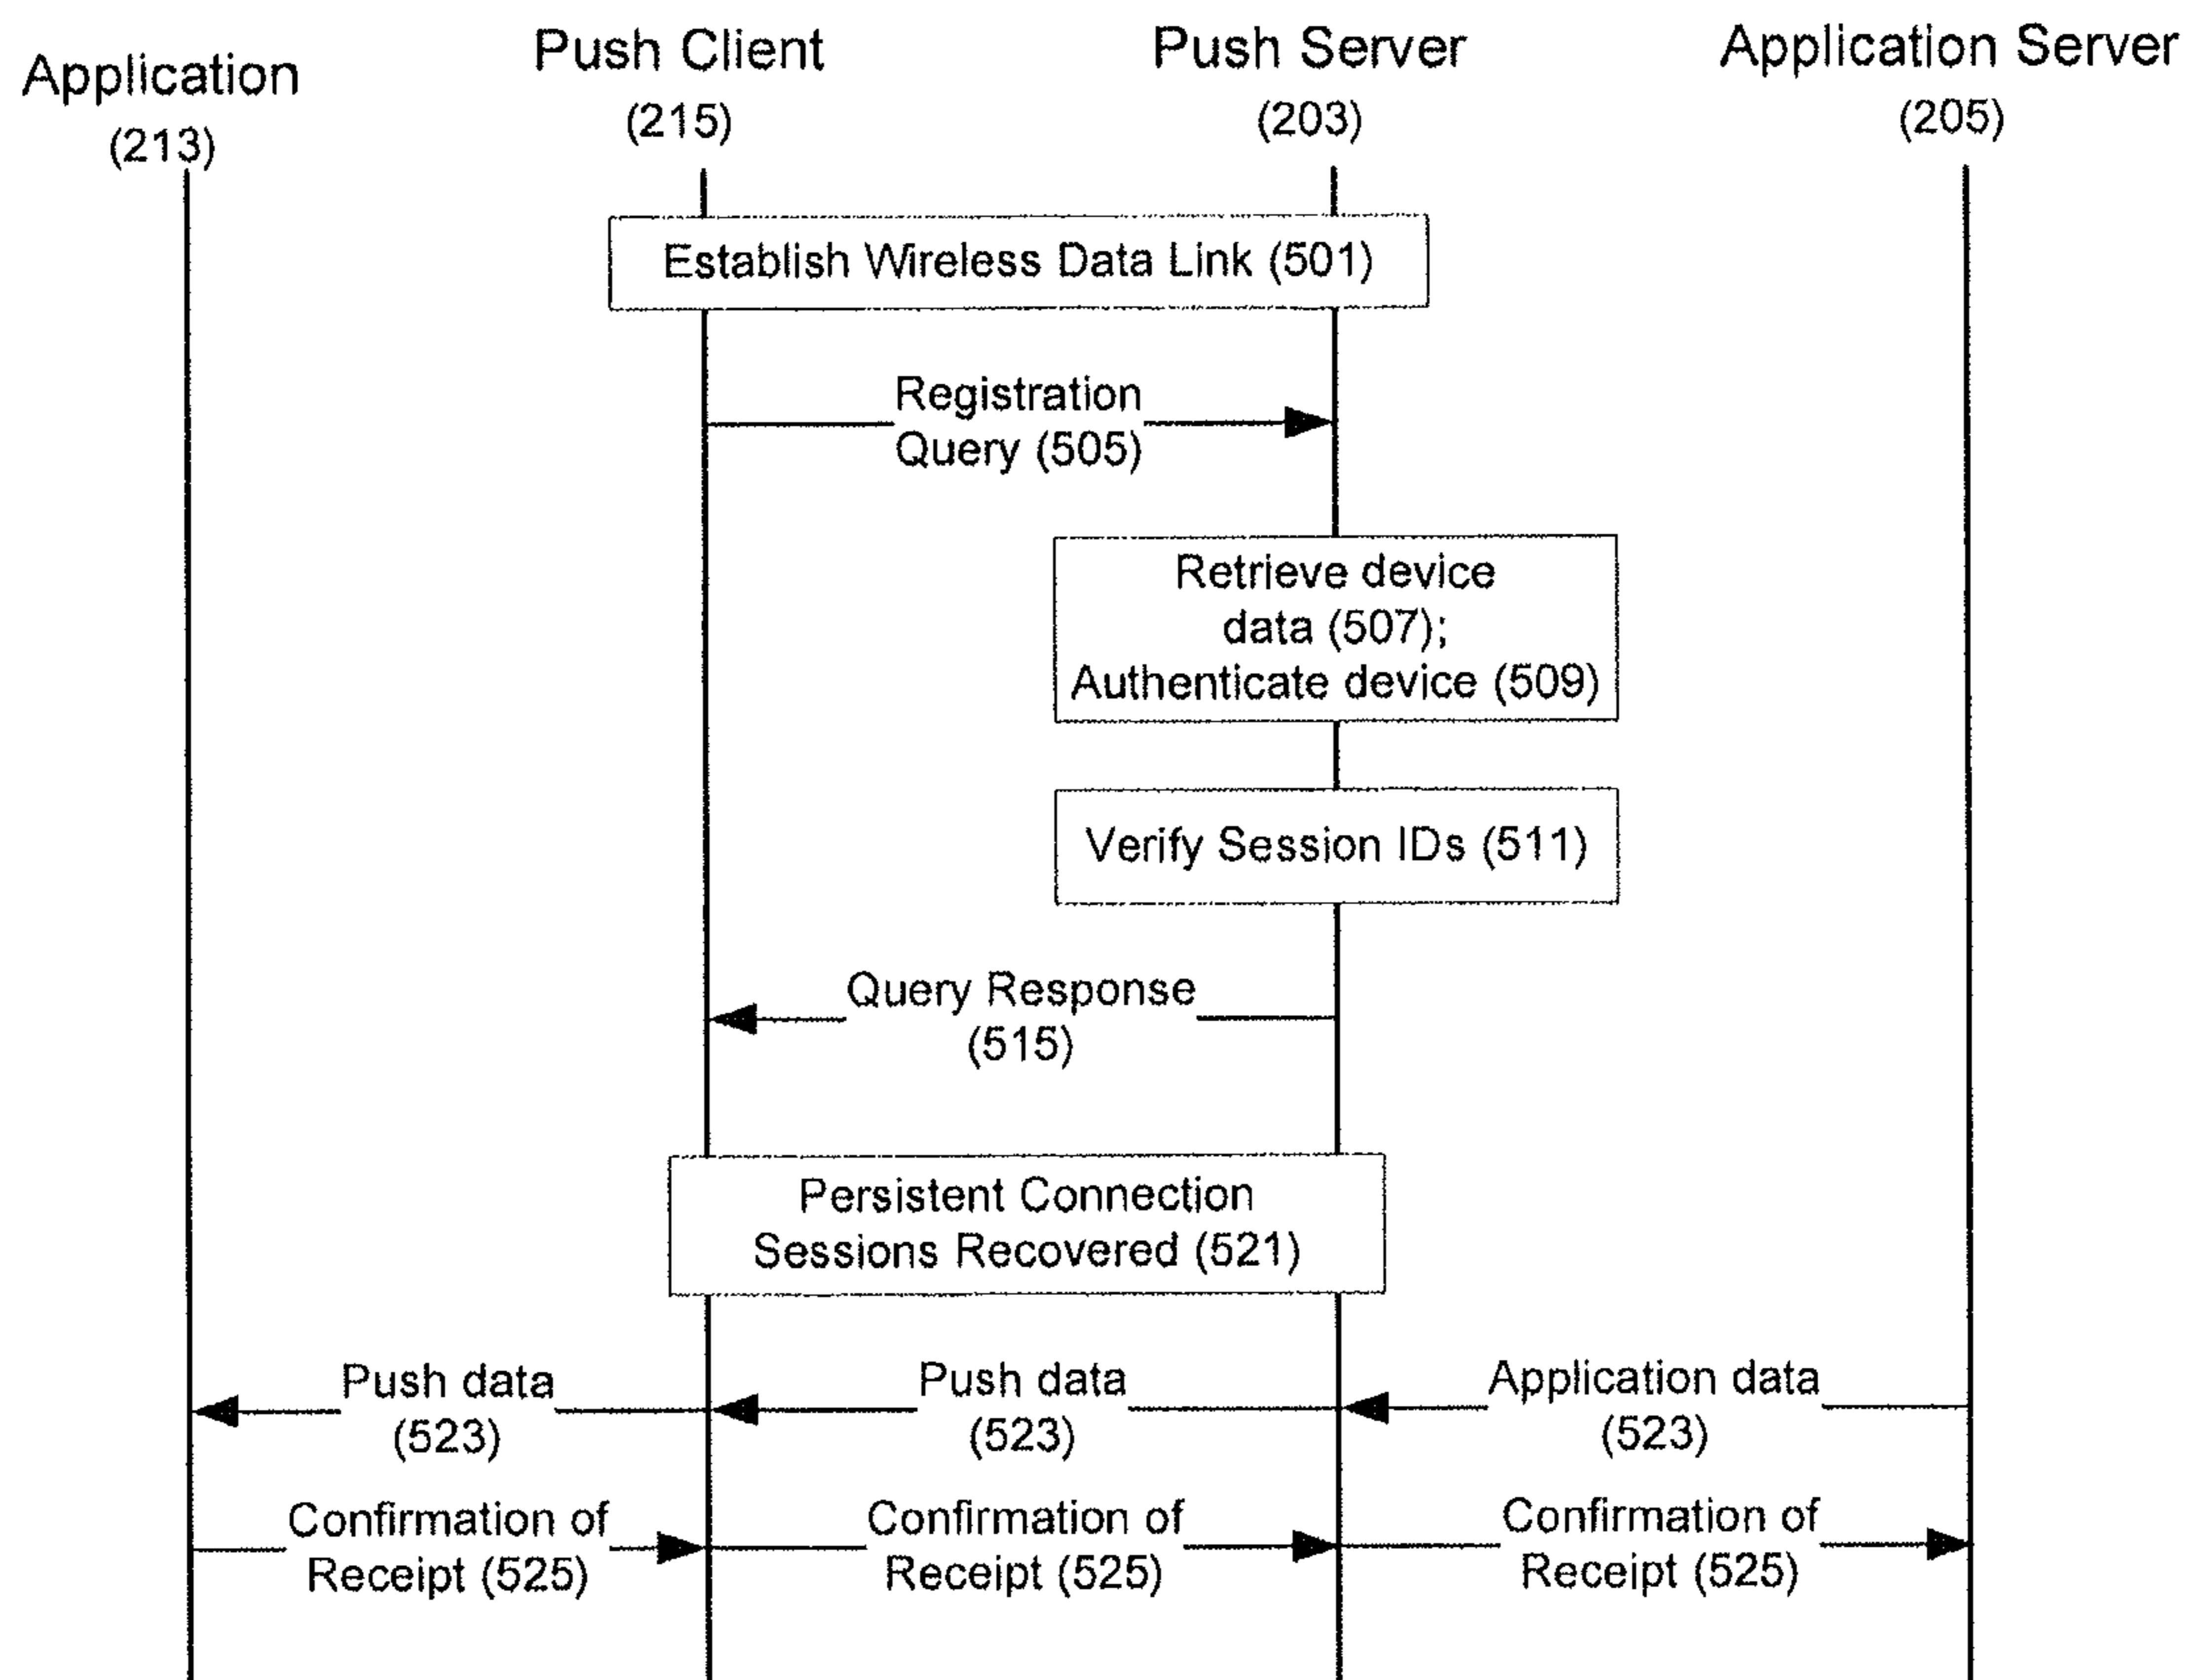 Application
(213)
Push Client
(215)
Push Server
(203)
Application Server
(205)
Establish Wireless Data Link (501)
Registration
Query (505)
Retrieve device
data (507);
Authenticate device (509)
Verify Session IDs (511)
Query Response
(515)
Persistent Connection
Sessions Recovered (521)
Push data
(523)
Push data
(523)
Application data
(523)
Confirmation of
Receipt (525)
Confirmation of
Receipt (525)
Confirmation of
Receipt (525)